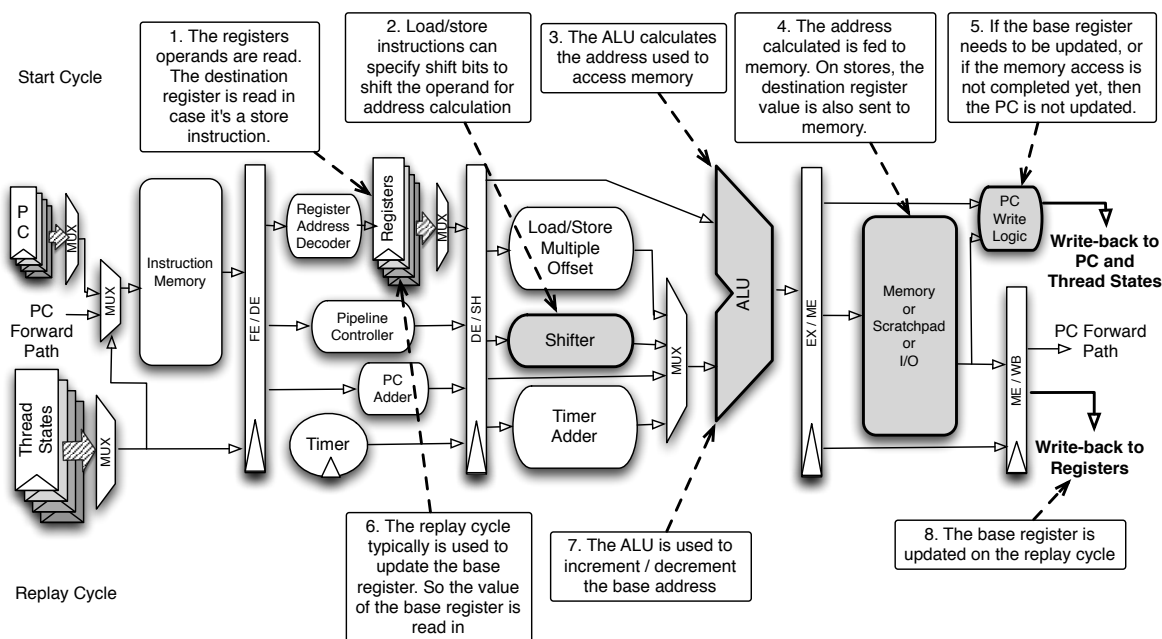 1. The registers
operands are read.
The destination
register is read in
case it's a store
instruction.
2. Load/store
instructions can
specify shift bits to
shift the operand for
address calculation
3. The ALU calculates
the address used to
access memory
4. The address
calculated is fed to
memory. On stores, the
destination register
value is also sent to
memory.
5. If the base register
needs to be updated, or
if the memory access is
not completed yet, then
the PC is not updated.
Start Cycle
PC
MUX
MUX
PC
Forward
Path
Thread
States
MUX
Instruction
Memory
FE / DE
Register
Address
Decoder
Registers
MUX
Pipeline
Controller
PC
Adder
Timer
DE / SH
Load/Store
Multiple
Offset
Shifter
Timer
Adder
MUX
ALU
EX / ME
Memory
or
Scratchpad
or
I/O
PC
Write
Logic
Write-back to
PC and
Thread States
ME / WB
PC Forward
Path
Write-back to
Registers
6. The replay cycle
typically is used to
update the base
register. So the value
of the base register is
read in
7. The ALU is used to
increment / decrement
the base address
8. The base register
is updated on the replay cycle
Replay Cycle